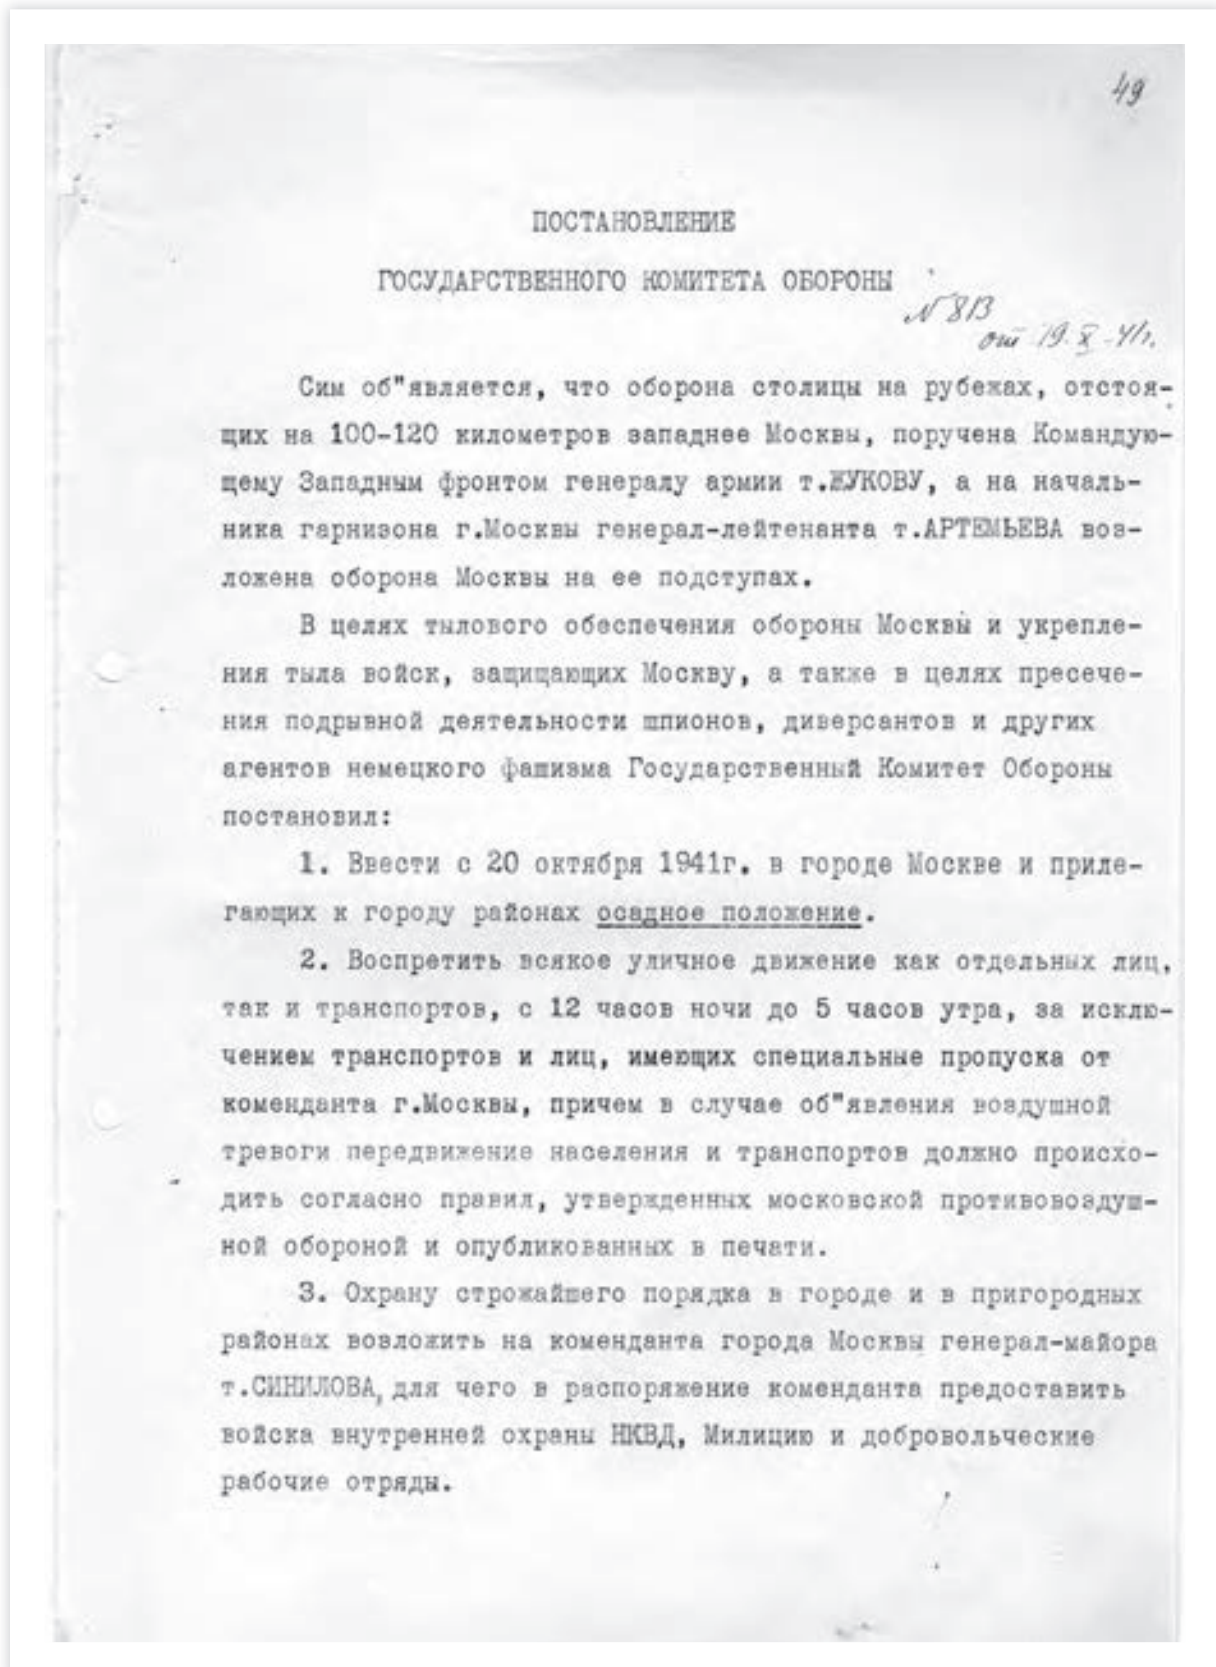 49
ПОСТАНОВЛЕНИЕ
ГОСУДАРСТВЕННОГО КОМИТЕТА ОБОРОНЫ
№ 813
от 19.X-41г.
Сим об"является, что оборона столицы на рубежах, отстоя-
щих на 100-120 километров западнее Москвы, поручена Командую-
щему Западным фронтом генералу армии т.ЖУКОВУ, а на началь-
ника гарнизона г.Москвы генерал-лейтенанта т.АРТЕМЬЕВА воз-
ложена оборона Москвы на ее подступах.
В целях тылового обеспечения обороны Москвы и укрепле-
ния тыла войск, защищающих Москву, а также в целях пресече-
ния подрывной деятельности шпионов, диверсантов и других
агентов немецкого фашизма Государственный Комитет Обороны
постановил:
1. Ввести с 20 октября 1941г. в городе Москве и приле-
гающих к городу районах осадное положение.
2. Воспретить всякое уличное движение как отдельных лиц,
так и транспортов, с 12 часов ночи до 5 часов утра, за исклю-
чением транспортов и лиц, имеющих специальные пропуска от
коменданта г.Москвы, причем в случае об"явления воздушной
тревоги передвижение населения и транспортов должно происхо-
дить согласно правил, утвержденных московской противовоздуш-
ной обороной и опубликованных в печати.
3. Охрану строжайшего порядка в городе и в пригородных
районах возложить на коменданта города Москвы генерал-майора
т.СИНИЛОВА, для чего в распоряжение коменданта предоставить
войска внутренней охраны НКВД, Милицию и добровольческие
рабочие отряды.